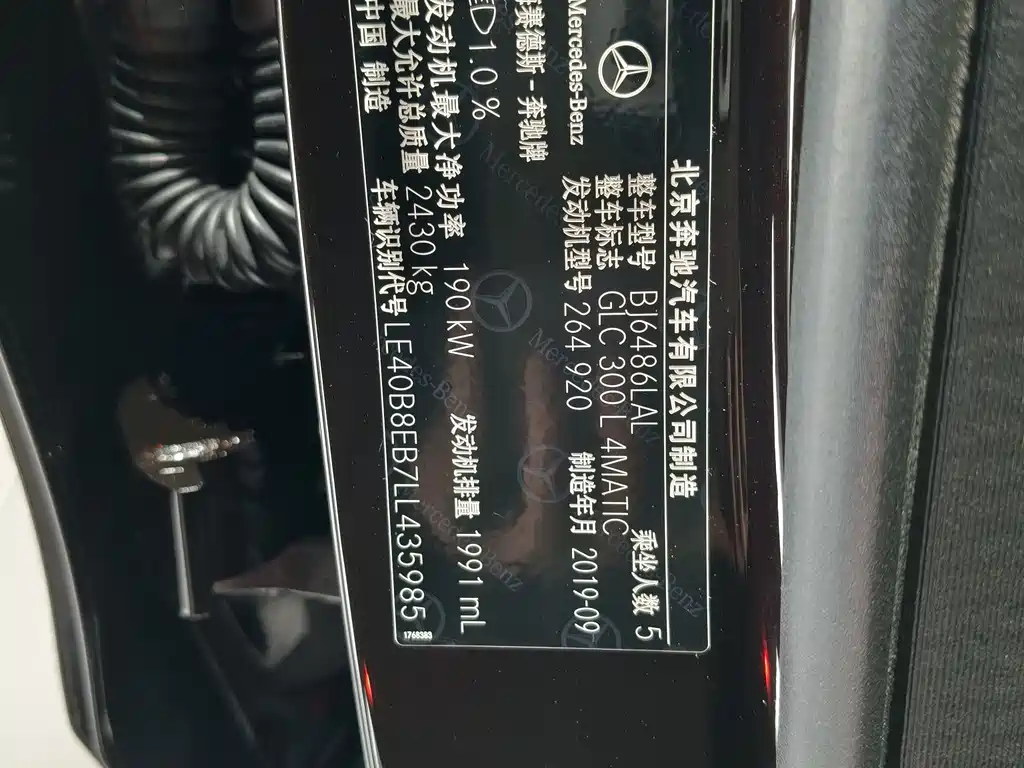 北京奔驰汽车有限公司制造
Mercedes-Benz
整车型号 BJ6486LAL 乘坐人数 5
整车标志 GLC 300 L 4MATIC
发动机型号 264 920 制造年月 2019-09
赛德斯-奔驰牌
1.0 %
发动机最大净功率 190 kW 发动机排量 1991 mL
最大允许总质量 2430 kg
中国 制造 车辆识别代号 LE40B8EB7LL435985
1768383